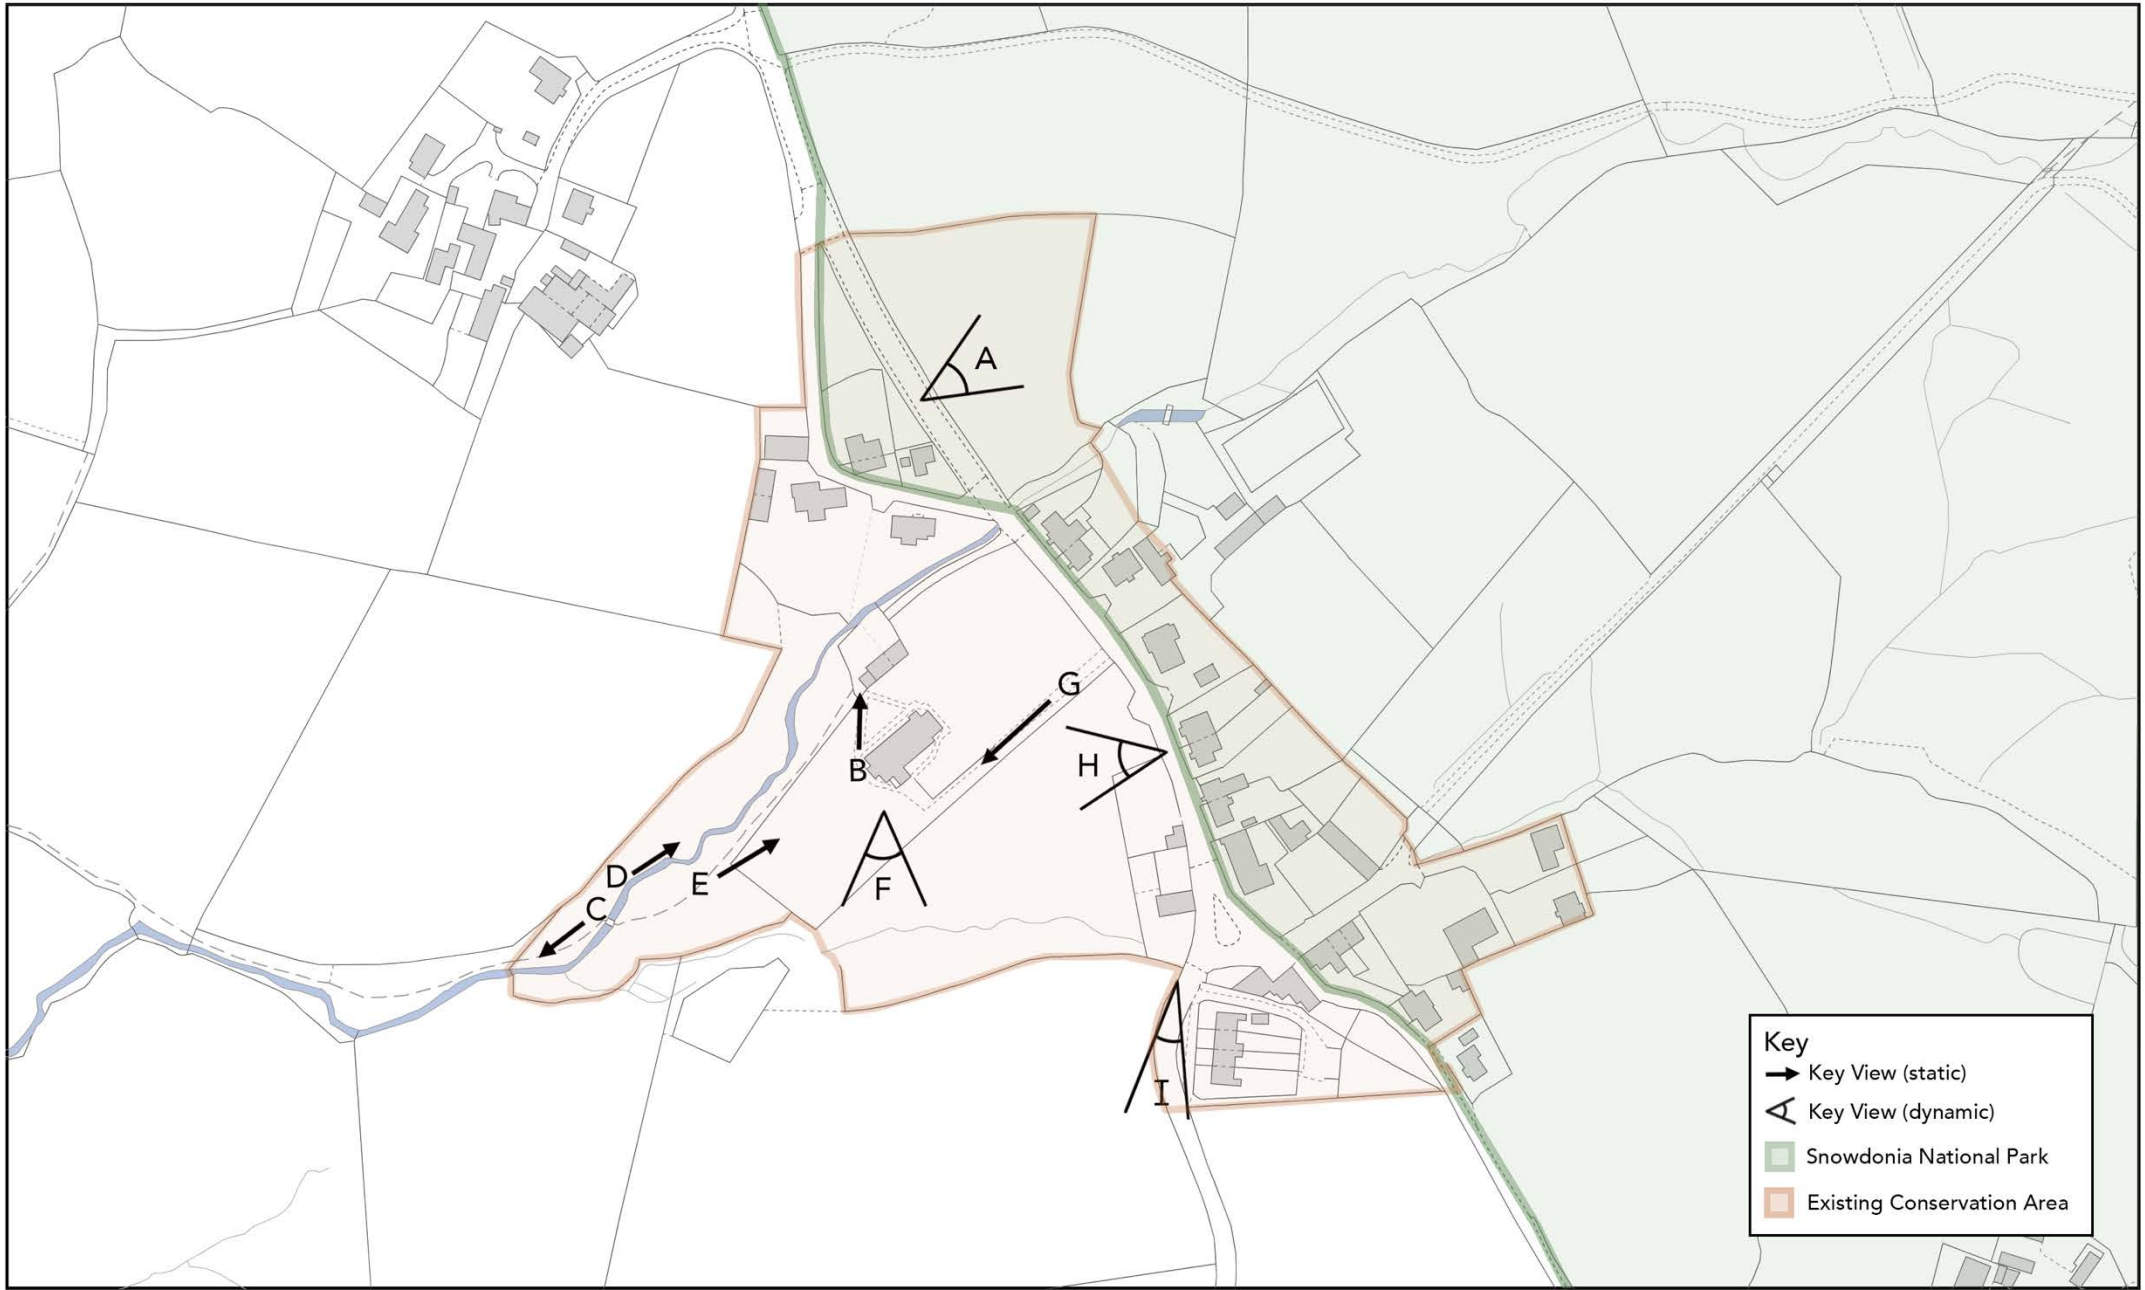 A
G
B
H
D
E
F
C
I
Key
Key View (static)
Key View (dynamic)
Snowdonia National Park
Existing Conservation Area